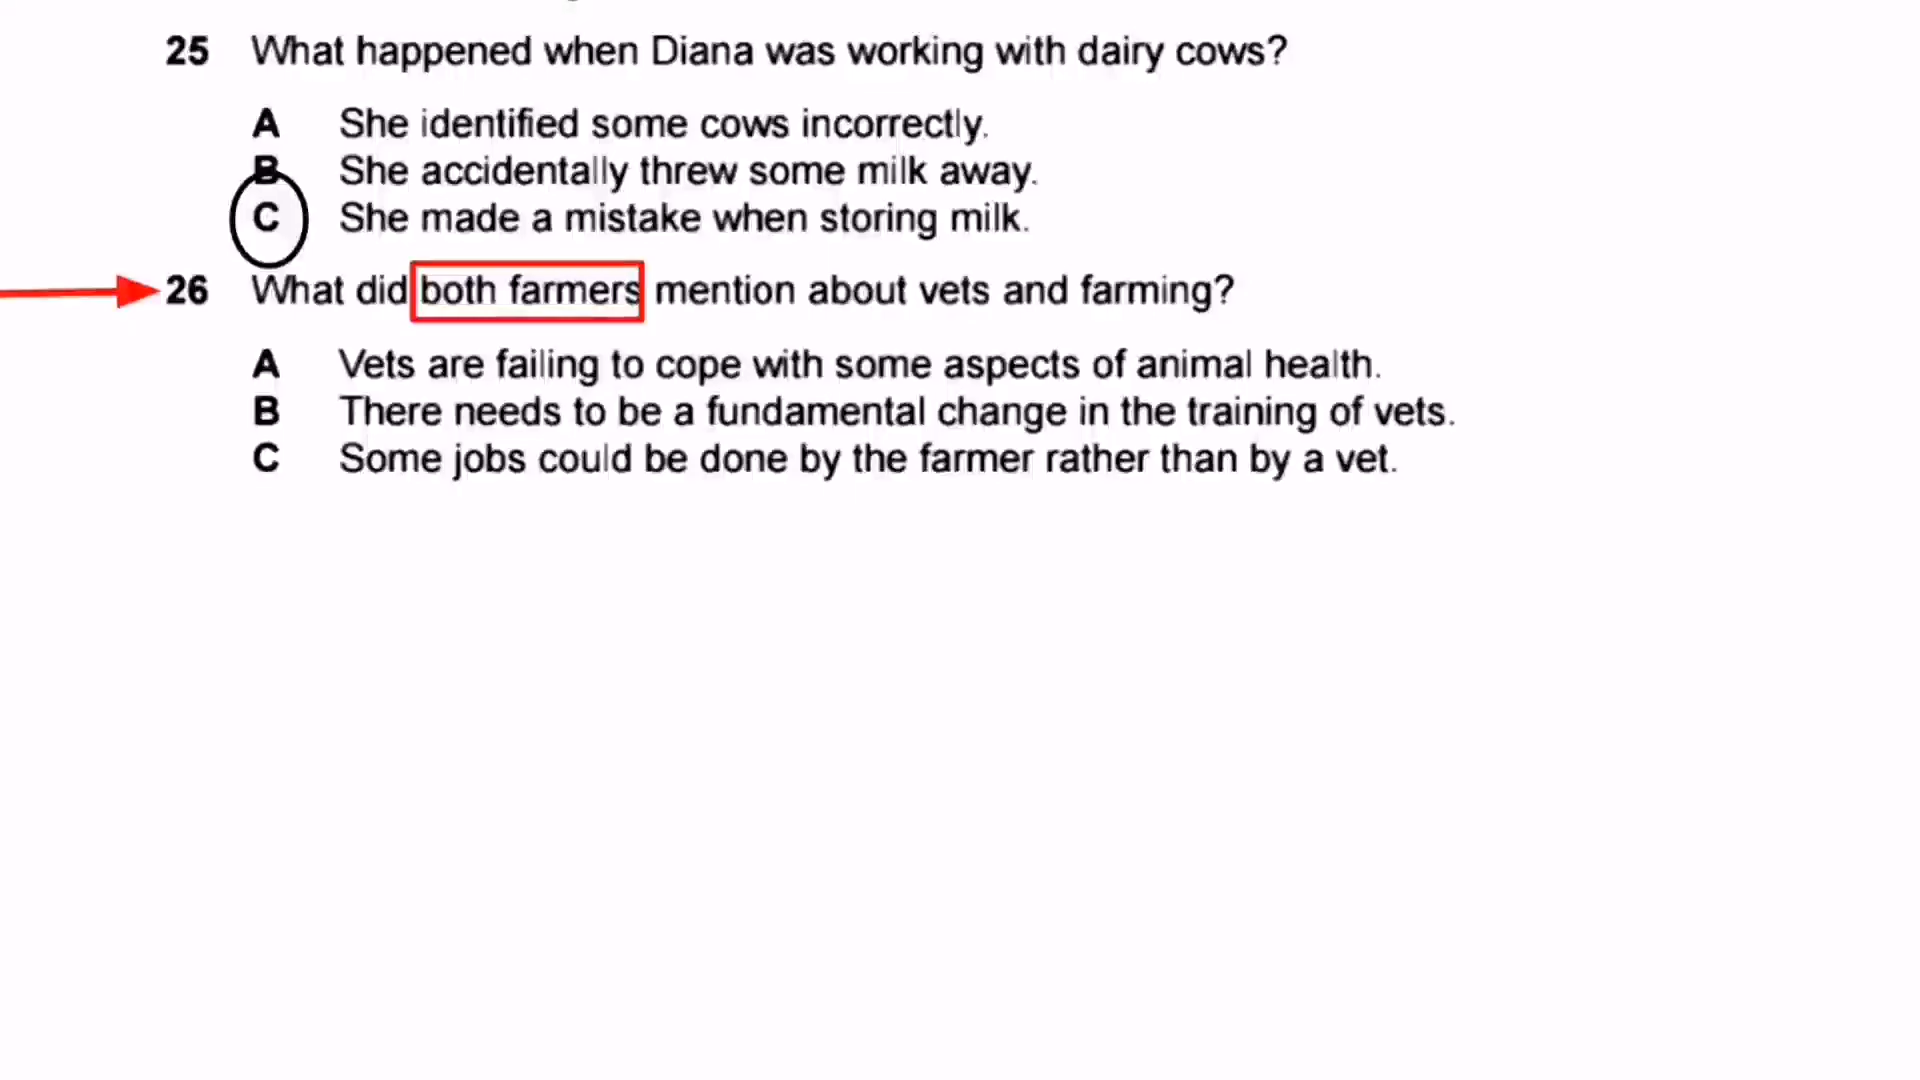 25 What happened when Diana was working with dairy cows?
A She identified some cows incorrectly.
B She accidentally threw some milk away.
C She made a mistake when storing milk.
26 What did both farmers mention about vets and farming?
A Vets are failing to cope with some aspects of animal health.
B There needs to be a fundamental change in the training of vets.
C Some jobs could be done by the farmer rather than by a vet.